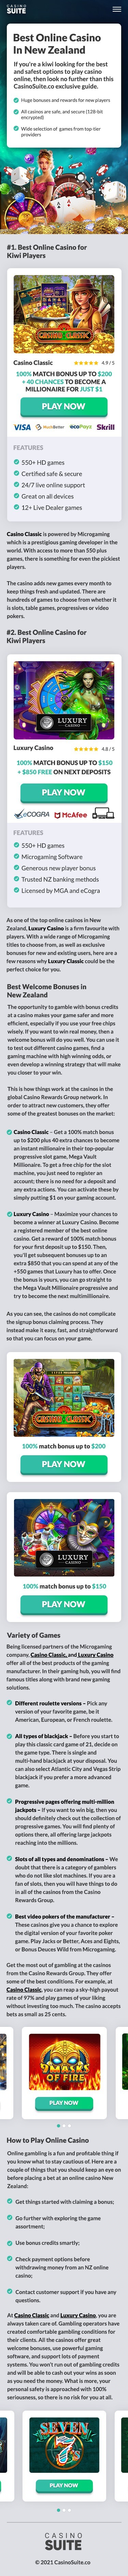 CASINO
SUITE
Best Online Casino
In New Zealand
If you're a kiwi looking for the best
and safest options to play casino
online, then look no further than this
CasinoSuite.co exclusive guide.
Huge bonuses and rewards for new players
All casinos are safe, and secure (128-bit
encrypted)
Wide selection of games from top-tier
providers
#1. Best Online Casino for
Kiwi Players
CASINO CLASSIC
Casino Classic
4.9 / 5
100% MATCH BONUS UP TO $200
+ 40 CHANCES TO BECOME A
MILLIONAIRE FOR JUST $1
PLAY NOW
VISA
MuchBetter
ecoPayz
Skrill
FEATURES
550+ HD games
Certified safe & secure
24/7 live online support
Great on all devices
12+ Live Dealer games
Casino Classic is powered by Microgaming
which is a prestigious gaming developer in the
world. With access to more than 550 plus
games, there is something for even the pickiest
players.
The casino adds new games every month to
keep things fresh and updated. There are
hundreds of games to choose from whether it
is slots, table games, progressives or video
poker.
#2. Best Online Casino for
Kiwi Players
LUXURY
CASINO
Luxury Casino
4.8 / 5
100% MATCH BONUS UP TO $150
+ $850 FREE ON NEXT DEPOSITS
PLAY NOW
eCOGRA
McAfee
FEATURES
550+ HD games
Microgaming Software
Generous new player bonus
Trusted NZ banking methods
Licensed by MGA and eCogra
As one of the top online casinos in New
Zealand, Luxury Casino is a firm favourite with
players. With a wide range of Microgaming
titles to choose from, as well as exclusive
bonuses for new and existing users, here are a
few reasons why Luxury Classic could be the
perfect choice for you.
Best Welcome Bonuses in
New Zealand
The opportunity to gamble with bonus credits
at a casino makes your game safer and more
efficient, especially if you use your free chips
wisely. If you want to win real money, then a
welcome bonus will do you well. You can use it
to test out different casino games, find a
machine or table with high winning odds, or
even develop a winning strategy that will may
you closer to your win.
This is how things work at the casinos in the
global Casino Rewards Group network. In
order to attract new customers, they offer
some of the greatest bonuses on the market:
Casino Classic – Get a 100% match bonus
up to $200 plus 40 extra chances to become
an instant millionaire in their top-popular
progressive slot game, Mega Vault
Millionaire. To get a free chip for the slot
machine, you just need to register an
account; there is no need for a deposit and
for any extra actions. You can activate these by
simply putting $1 on your gaming account.
Luxury Casino – Maximize your chances to
become a winner at Luxury Casino. Become
a registered member of the best online
casino. Get a reward of 100% match bonus
for your first deposit up to $150. Then,
you'll get subsequent bonuses up to an
extra $850 that you can spend at any of the
+550 games that Luxury has to offer. Once
it's the extra spins, you can go straight to
the Mega Vault Millionaire progressive and
try to become the next multimillionaires.
As you can see, the casinos do not complicate
the signup bonus claiming process. They
instead make it easy, fast, and straightforward
so that you can focus on your game.
CASINO CLASSIC
100% match bonus up to $200
PLAY NOW
LUXURY
CASINO
100% match bonus up to $150
PLAY NOW
Variety of Games
Being licensed partners of the Microgaming
company, Casino Classic, and Luxury Casino
offer all of the best products of the gaming
manufacturer. In their gaming hub, you will find
famous titles along with brand new gaming
solutions.
Different roulette versions – Pick any
version of your favorite game, be it
American, European, or French roulette.
All types of blackjack – Before you start to
play this classic card game of 21, decide on
the game type. There is single and
multi-hand blackjack at your disposal. You
can also select Atlantic City or Vegas Strip
blackjack if you need a more advanced
game.
Progressive pages offering multi-million
jackpots – If you want to win big, then you
should definitely check out the collection of
progressive games. You will find plenty of
options there, all offering large jackpots
reaching into the millions.
Slots of all types and denominations – We
doubt that there is a category of gamblers
who do not like slot machines. If you are a
fan of slots, then you will have things to do
in all of the casinos from the Casino
Rewards Group.
Best video pokers of the manufacturer –
These casinos give you a chance to explore
the digital version of your favorite card
game. Play Jacks or Better, Aces and Eights,
or Bonus Deuces Wild from Microgaming.
Get the most out of gambling at the casinos
from the Casino Rewards Group. They offer
some of the best conditions. For example, at
Casino Classic, you can reap a sky-high payout
rate of 97% and play games of your liking
without investing too much. The casino accepts
bets as small as 25 cents.
9 MASKS
OF FIRE
PLAY NOW
How to Play Online Casino
Online gambling is a fun and profitable thing if
you know what to stay cautious of. Here are a
couple of things that you should keep an eye on
before placing a bet at an online casino New
Zealand:
Get things started with claiming a bonus;
Go further with exploring the game
assortment;
Use bonus credits smartly;
Check payment options before
withdrawing money from an NZ online
casino;
Contact customer support if you have any
questions.
At Casino Classic and Luxury Casino, you are
always taken care of. Gambling operators have
formed comfortable gambling conditions for
their clients. All the casinos offer great
welcome bonuses, use powerful gaming
software, and support lots of payment
systems. You won't run out of gambling credits
and will be able to cash out your wins as soon
as you need the money. What is more, your
personal safety is approached with 100%
seriousness, so there is no risk for you at all.
SEVEN
7
PLAY NOW
CASINO
SUITE
© 2021 CasinoSuite.co